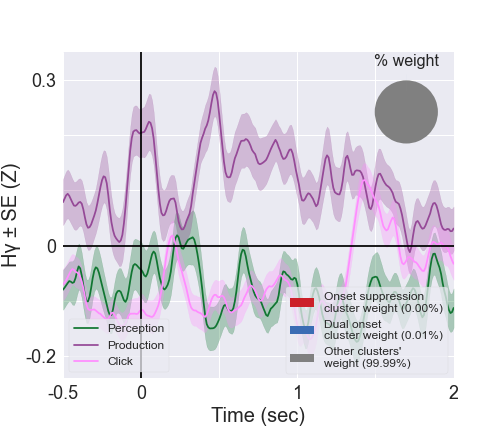 % weight
0.3
0
-0.2
Hγ ± SE (Z)
Perception
Production
Click
Onset suppression
cluster weight (0.00%)
Dual onset
cluster weight (0.01%)
Other clusters'
weight (99.99%)
-0.5 0 1 2
Time (sec)